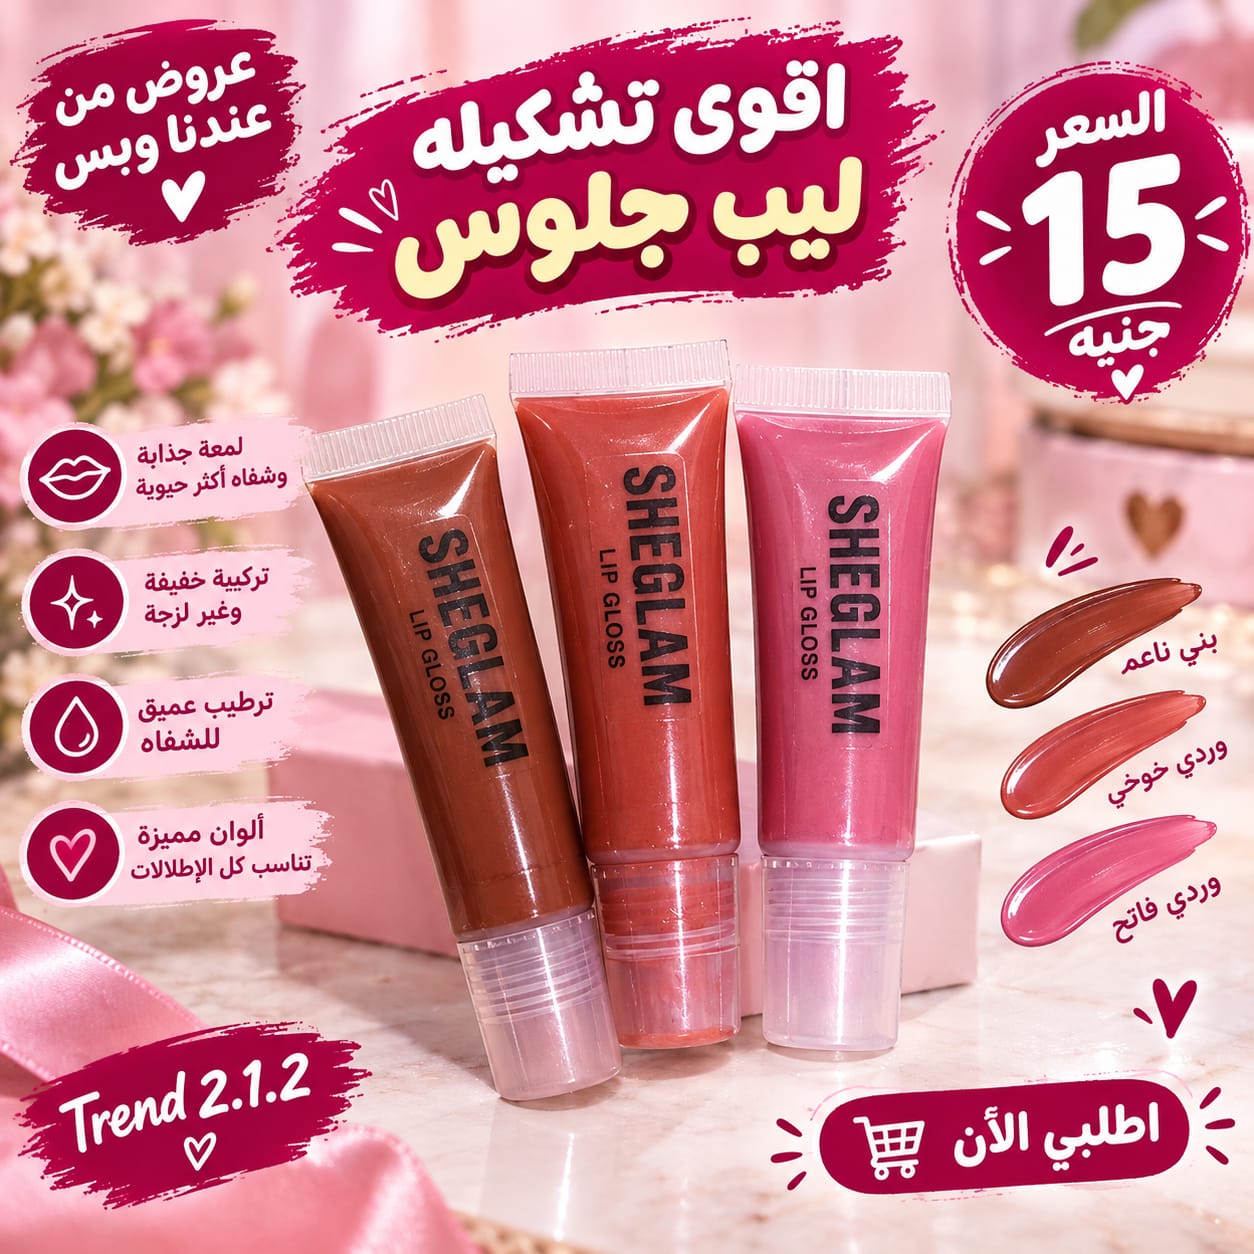 عروض من
عندنا وبس
اقوى تشكيله
ليب جلوس
السعر
15
جنيه
لمعة جذابة
وشفاه أكثر حيوية
تركيبة خفيفة
وغير لزجة
ترطيب عميق
للشفاه
ألوان مميزة
تناسب كل الإطلالات
SHEGLAM
LIP GLOSS
SHEGLAM
LIP GLOSS
SHEGLAM
LIP GLOSS
بني ناعم
وردي خوخي
وردي فاتح
Trend 2.1.2
اطلبي الأن